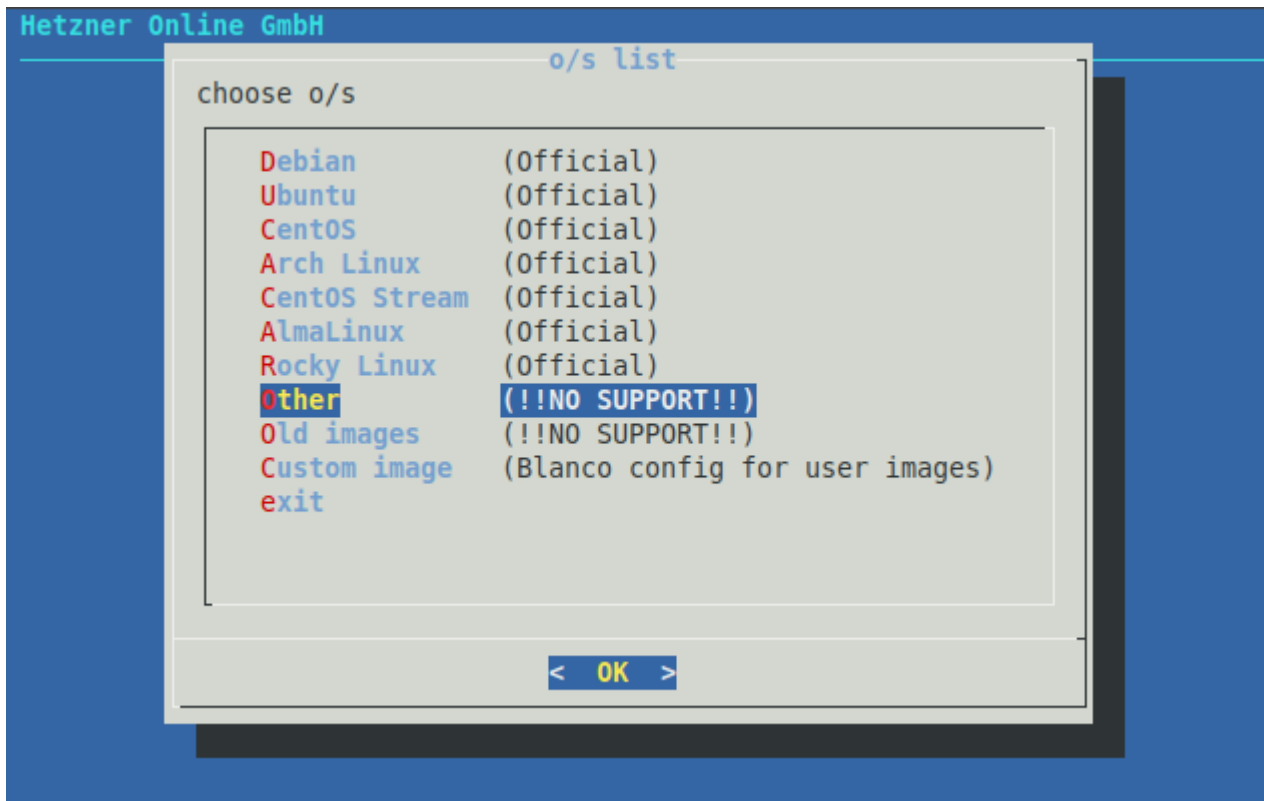 Hetzner Online GmbH
o/s list
choose o/s
Debian (Official)
Ubuntu (Official)
CentOS (Official)
Arch Linux (Official)
CentOS Stream (Official)
AlmaLinux (Official)
Rocky Linux (Official)
Other (!!NO SUPPORT!!)
Old images (!!NO SUPPORT!!)
Custom image (Blanco config for user images)
exit
< OK >